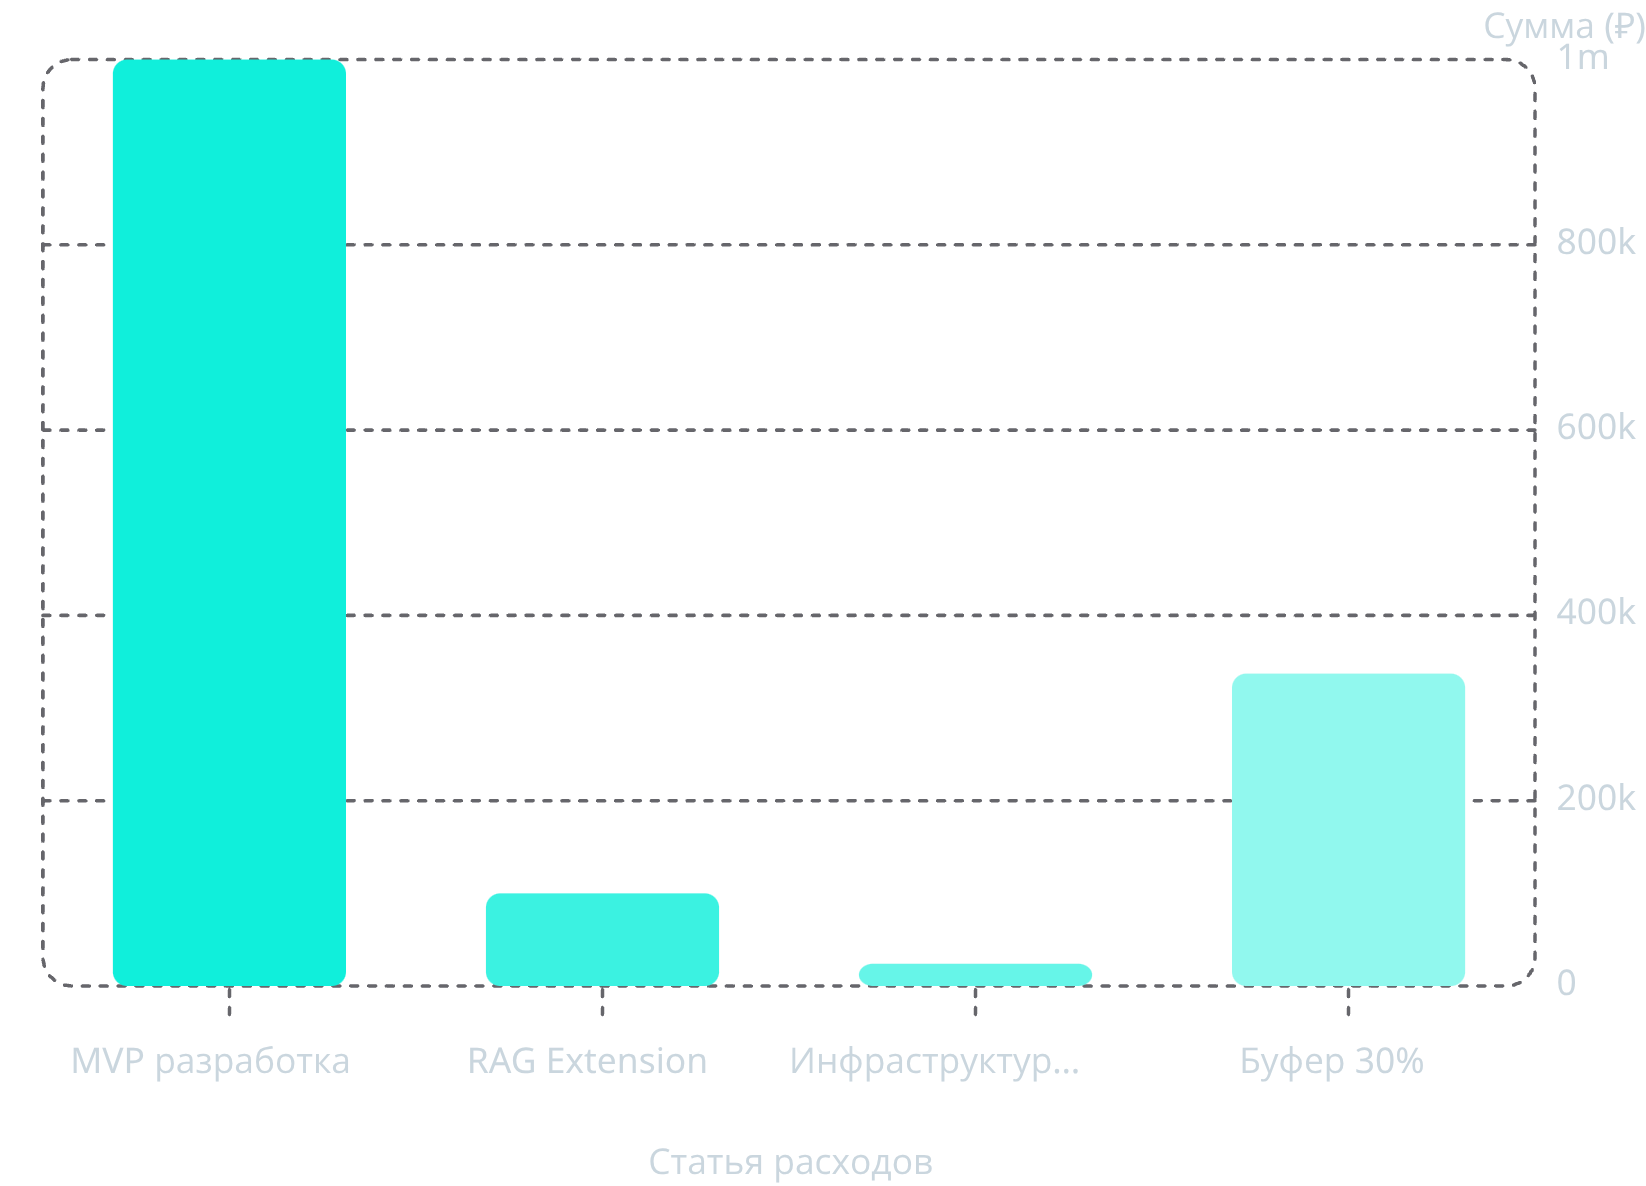 Сумма (₽)
1m
800k
600k
400k
200k
0
MVP разработка
RAG Extension
Инфраструктур...
Буфер 30%
Статья расходов